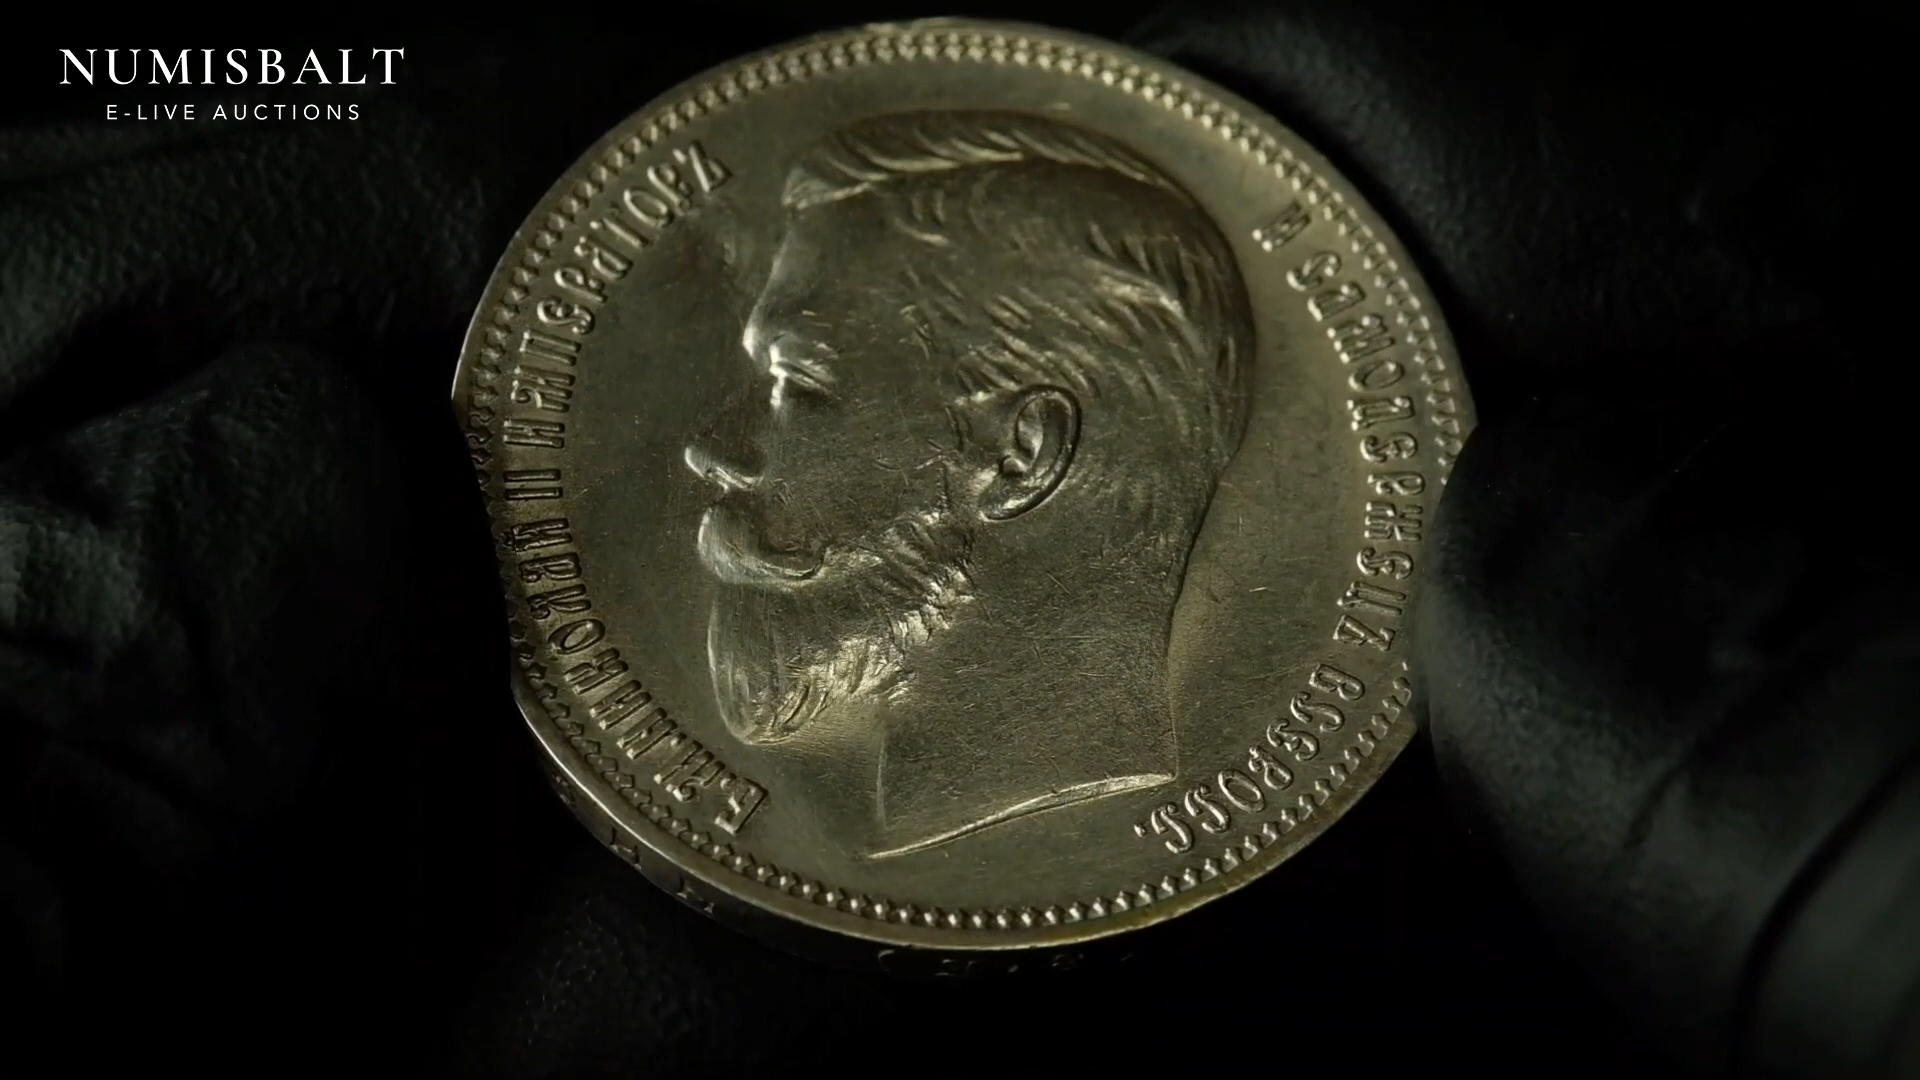 NUMISBALT
E-LIVE AUCTIONS
Б.М.НИКОЛАЙ II ИМПЕРАТОРЪ
И САМОДЕРЖЕЦЪ ВСЕРОСС.